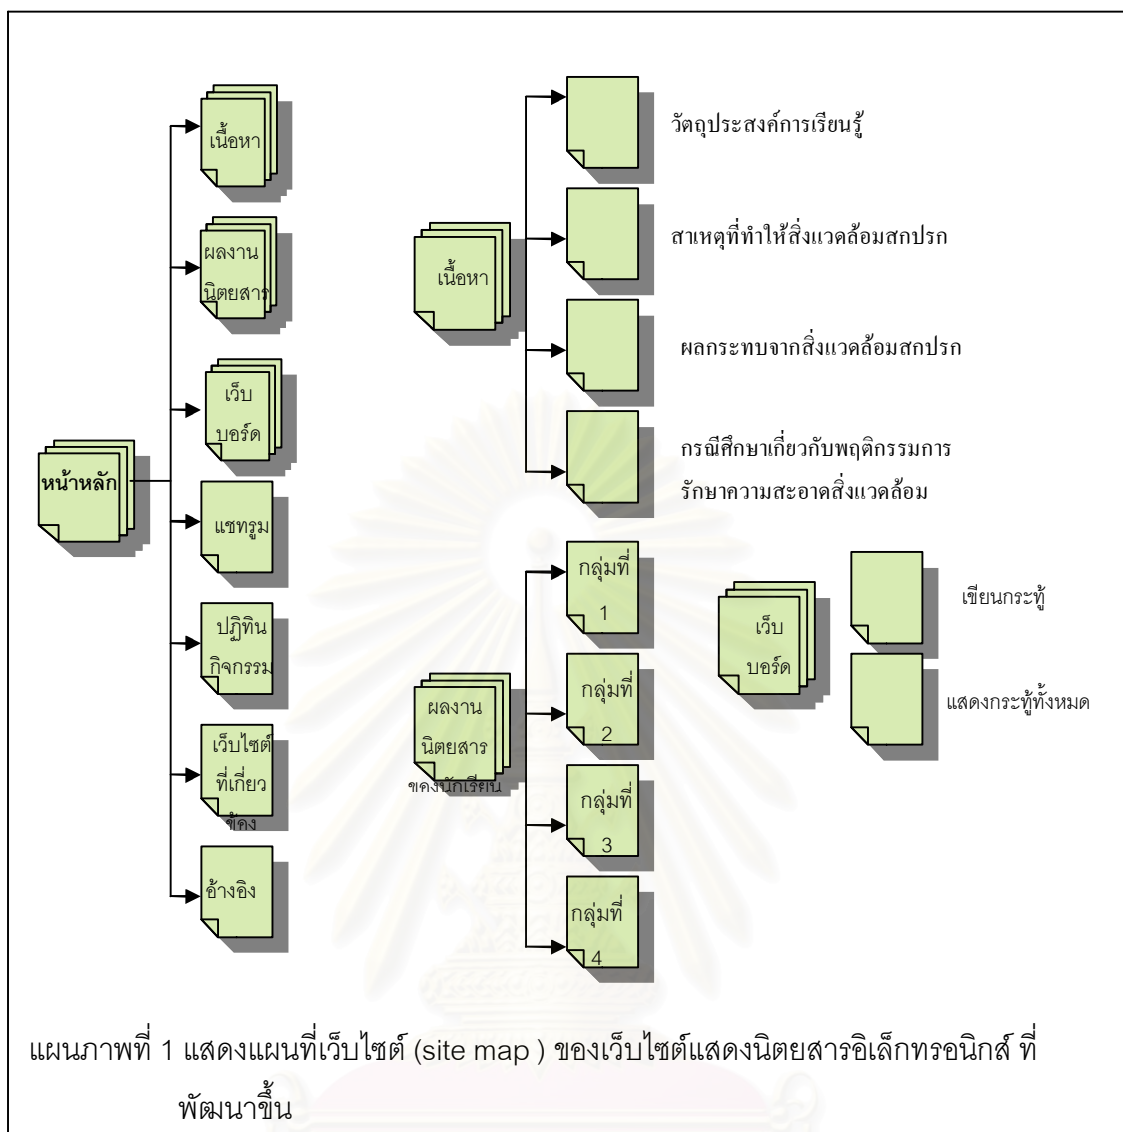 หน้าหลัก
เนื้อหา
ผลงาน
นิตยสาร
เว็บ
บอร์ด
แชทรูม
ปฏิทิน
กิจกรรม
เว็บไซต์
ที่เกี่ยว
ข้อง
อ้างอิง
เนื้อหา
วัตถุประสงค์การเรียนรู้
สาเหตุที่ทำให้สิ่งแวดล้อมสกปรก
ผลกระทบจากสิ่งแวดล้อมสกปรก
กรณีศึกษาเกี่ยวกับพฤติกรรมการ
รักษาความสะอาดสิ่งแวดล้อม
ผลงาน
นิตยสาร
ของนักเรียน
กลุ่มที่
1
กลุ่มที่
2
กลุ่มที่
3
กลุ่มที่
4
เว็บ
บอร์ด
เขียนกระทู้
แสดงกระทู้ทั้งหมด
แผนภาพที่ 1 แสดงแผนที่เว็บไซต์ (site map ) ของเว็บไซต์แสดงนิตยสารอิเล็กทรอนิกส์ ที่
พัฒนาขึ้น